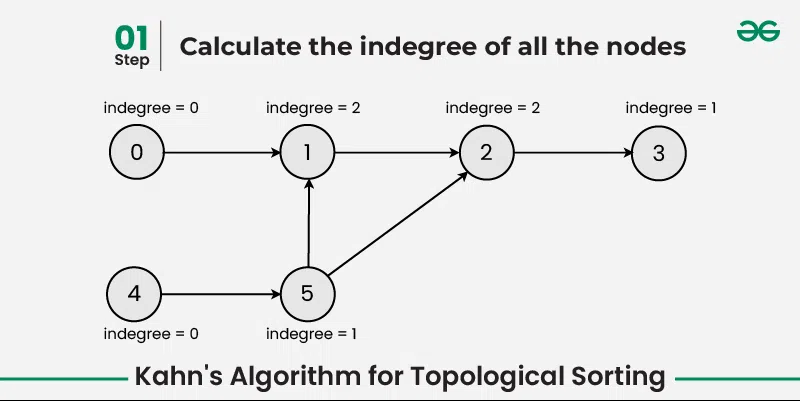 01
Step
Calculate the indegree of all the nodes
indegree = 0
indegree = 2
indegree = 2
indegree = 1
0
1
2
3
4
5
indegree = 0
indegree = 1
Kahn's Algorithm for Topological Sorting